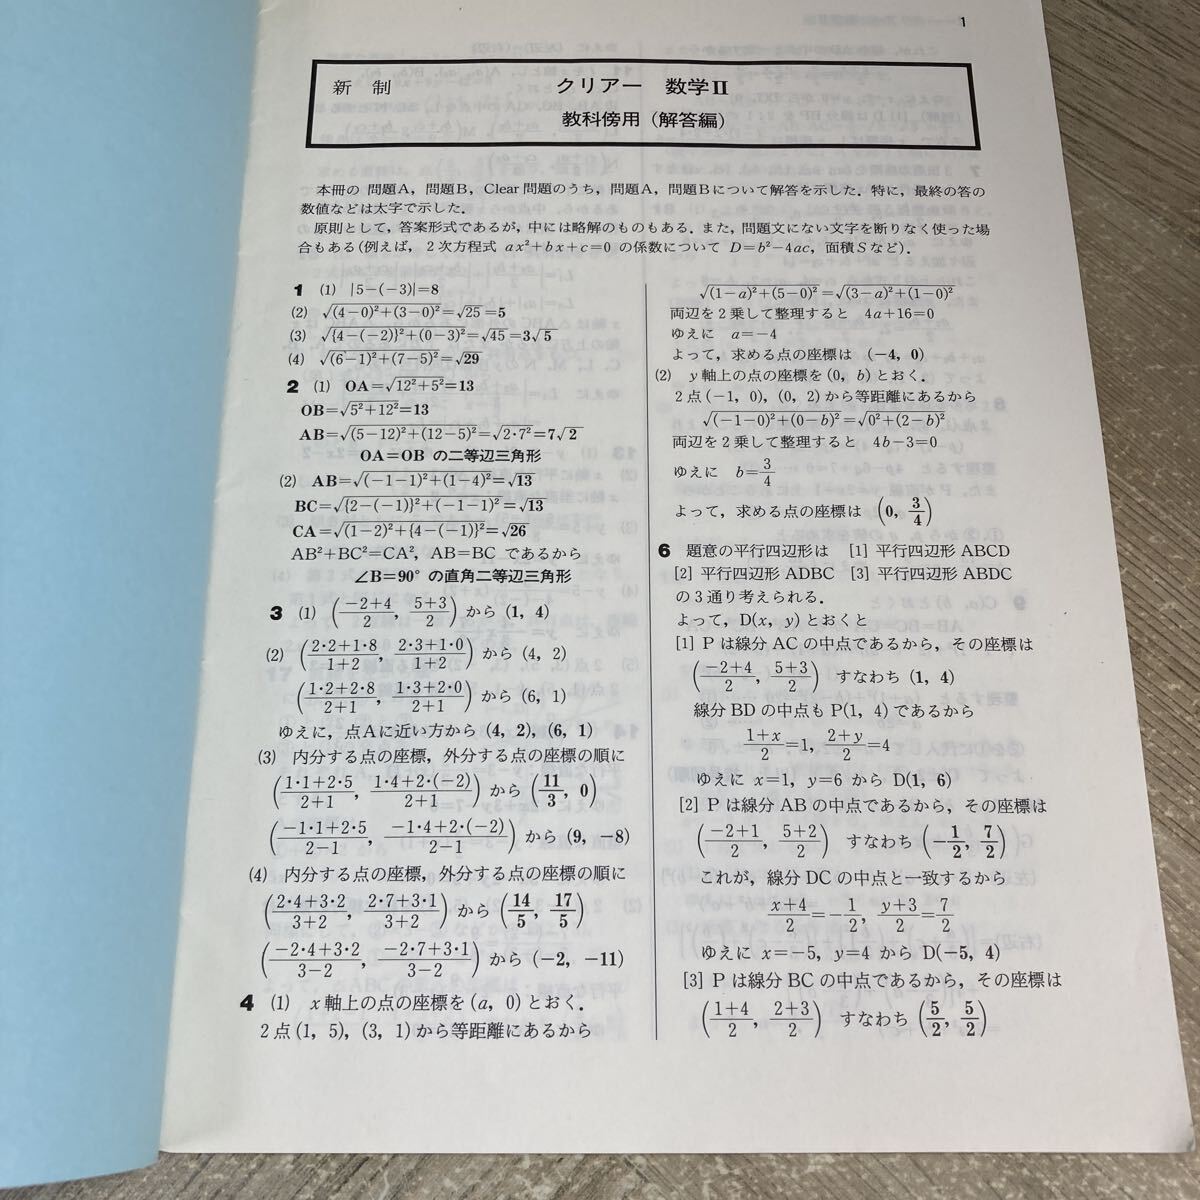 1
新 制 クリアー 数学II
教科傍用 (解答編)
本冊の 問題A, 問題B, Clear 問題のうち, 問題A, 問題Bについて解答を示した. 特に, 最終の答の
数値などは太字で示した.
原則として, 答案形式であるが, 中には略解のものもある. また, 問題文にない文字を断りなく使った場
合もある (例えば, 2次方程式 ax²+bx+c=0 の係数について D=b²-4ac, 面積Sなど).
1 (1) |5-(-3)|=8
(2) √{(4-0)²+(3-0)²}=√25=5
(3) √[{4-(-2)}²+(0-3)²]=√45=3√5
(4) √{(6-1)²+(7-5)²}=√29
2 (1) OA=√(12²+5²)=13
OB=√(5²+12²)=13
AB=√{(5-12)²+(12-5)²}=√(2・7²)=7√2
OA=OB の二等辺三角形
(2) AB=√{(-1-1)²+(1-4)²}=√13
BC=√[{2-(-1)}²+(-1-1)²]=√13
CA=√[(1-2)²+{4-(-1)}²]=√26
AB²+BC²=CA², AB=BC であるから
∠B=90° の直角二等辺三角形
3 (1) ((-2+4)/2, (5+3)/2) から (1, 4)
(2) ((2・2+1・8)/(1+2), (2・3+1・0)/(1+2)) から (4, 2)
((1・2+2・8)/(2+1), (1・3+2・0)/(2+1)) から (6, 1)
ゆえに, 点Aに近い方から (4, 2), (6, 1)
(3) 内分する点の座標, 外分する点の座標の順に
((1・1+2・5)/(2+1), (1・4+2・(-2))/(2+1)) から (11/3, 0)
((-1・1+2・5)/(2-1), (-1・4+2・(-2))/(2-1)) から (9, -8)
(4) 内分する点の座標, 外分する点の座標の順に
((2・4+3・2)/(3+2), (2・7+3・1)/(3+2)) から (14/5, 17/5)
((-2・4+3・2)/(3-2), (-2・7+3・1)/(3-2)) から (-2, -11)
4 (1) x軸上の点の座標を (a, 0) とおく.
2点 (1, 5), (3, 1) から等距離にあるから
√{(1-a)²+(5-0)²}=√{(3-a)²+(1-0)²}
両辺を2乗して整理すると 4a+16=0
ゆえに a=-4
よって, 求める点の座標は (-4, 0)
(2) y軸上の点の座標を (0, b) とおく.
2点 (-1, 0), (0, 2) から等距離にあるから
√{(-1-0)²+(0-b)²}=√{0²+(2-b)²}
両辺を2乗して整理すると 4b-3=0
ゆえに b=3/4
よって, 求める点の座標は (0, 3/4)
6 題意の平行四辺形は [1] 平行四辺形 ABCD
[2] 平行四辺形 ADBC [3] 平行四辺形 ABDC
の3通り考えられる.
よって, D(x, y) とおくと
[1] Pは線分ACの中点であるから, その座標は
((-2+4)/2, (5+3)/2) すなわち (1, 4)
線分BDの中点も P(1, 4) であるから
(1+x)/2=1, (2+y)/2=4
ゆえに x=1, y=6 から D(1, 6)
[2] Pは線分ABの中点であるから, その座標は
((-2+1)/2, (5+2)/2) すなわち (-1/2, 7/2)
これが, 線分DCの中点と一致するから
(x+4)/2=-1/2, (y+3)/2=7/2
ゆえに x=-5, y=4 から D(-5, 4)
[3] Pは線分BCの中点であるから, その座標は
((1+4)/2, (2+3)/2) すなわち (5/2, 5/2)